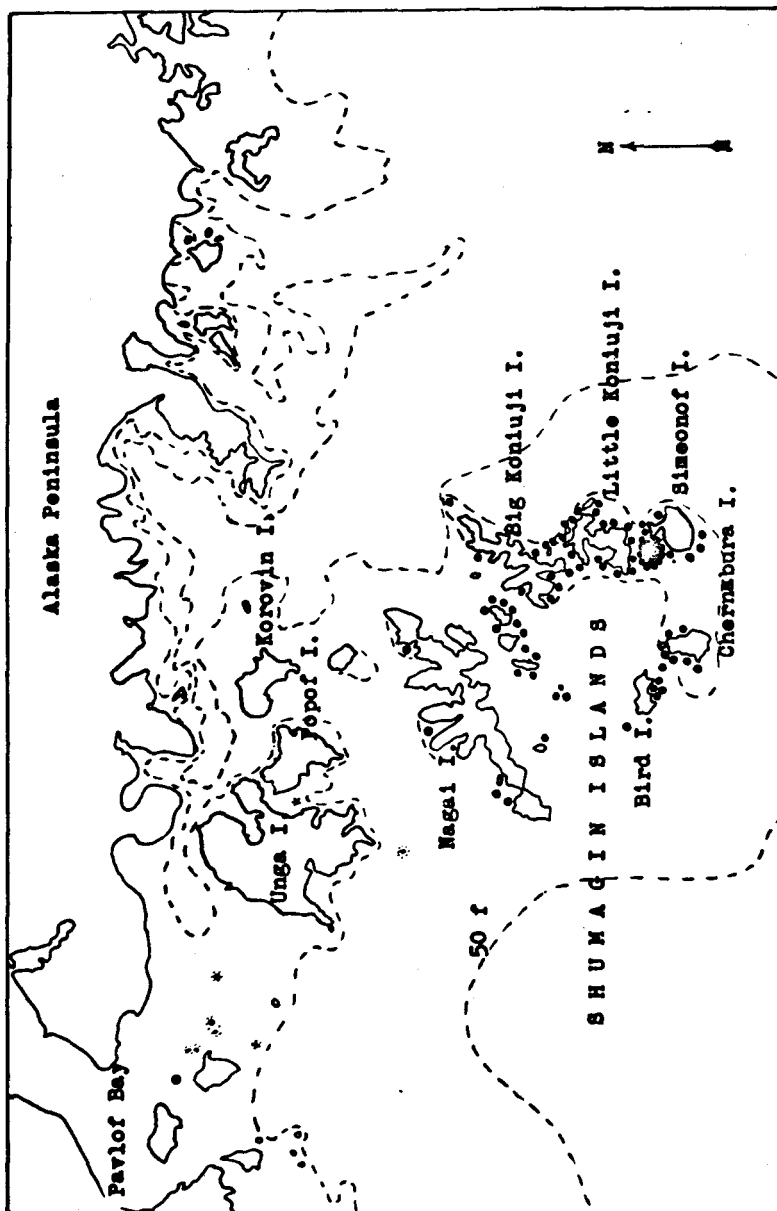 Alaska Peninsula
Pavlof Bay
Korovin I.
Popof I.
Unga I
Nagai I.
Big Koniuji I.
Little Koniuji I.
Simeonof I.
SHUMAGIN ISLANDS
Bird I.
Chernabura I.
50 f
N